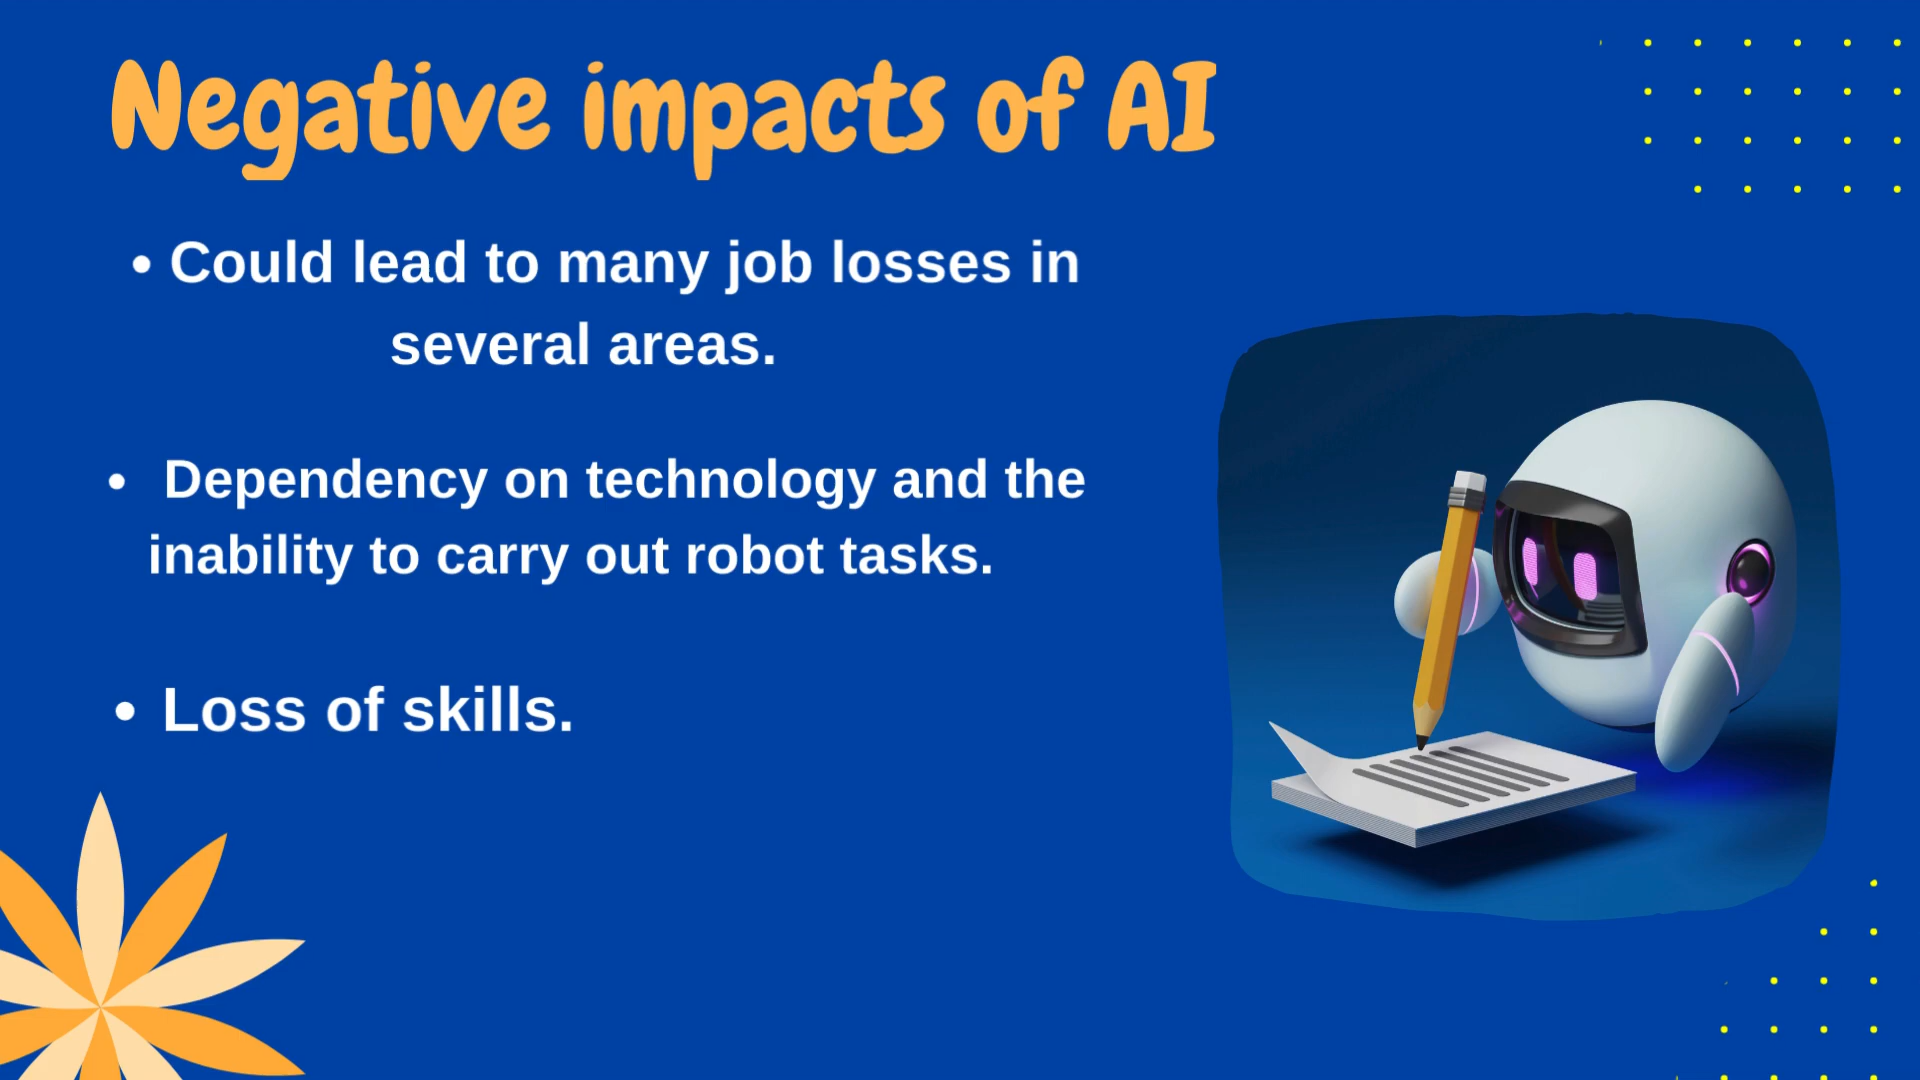 Negative impacts of AI
• Could lead to many job losses in
several areas.
• Dependency on technology and the
inability to carry out robot tasks.
• Loss of skills.